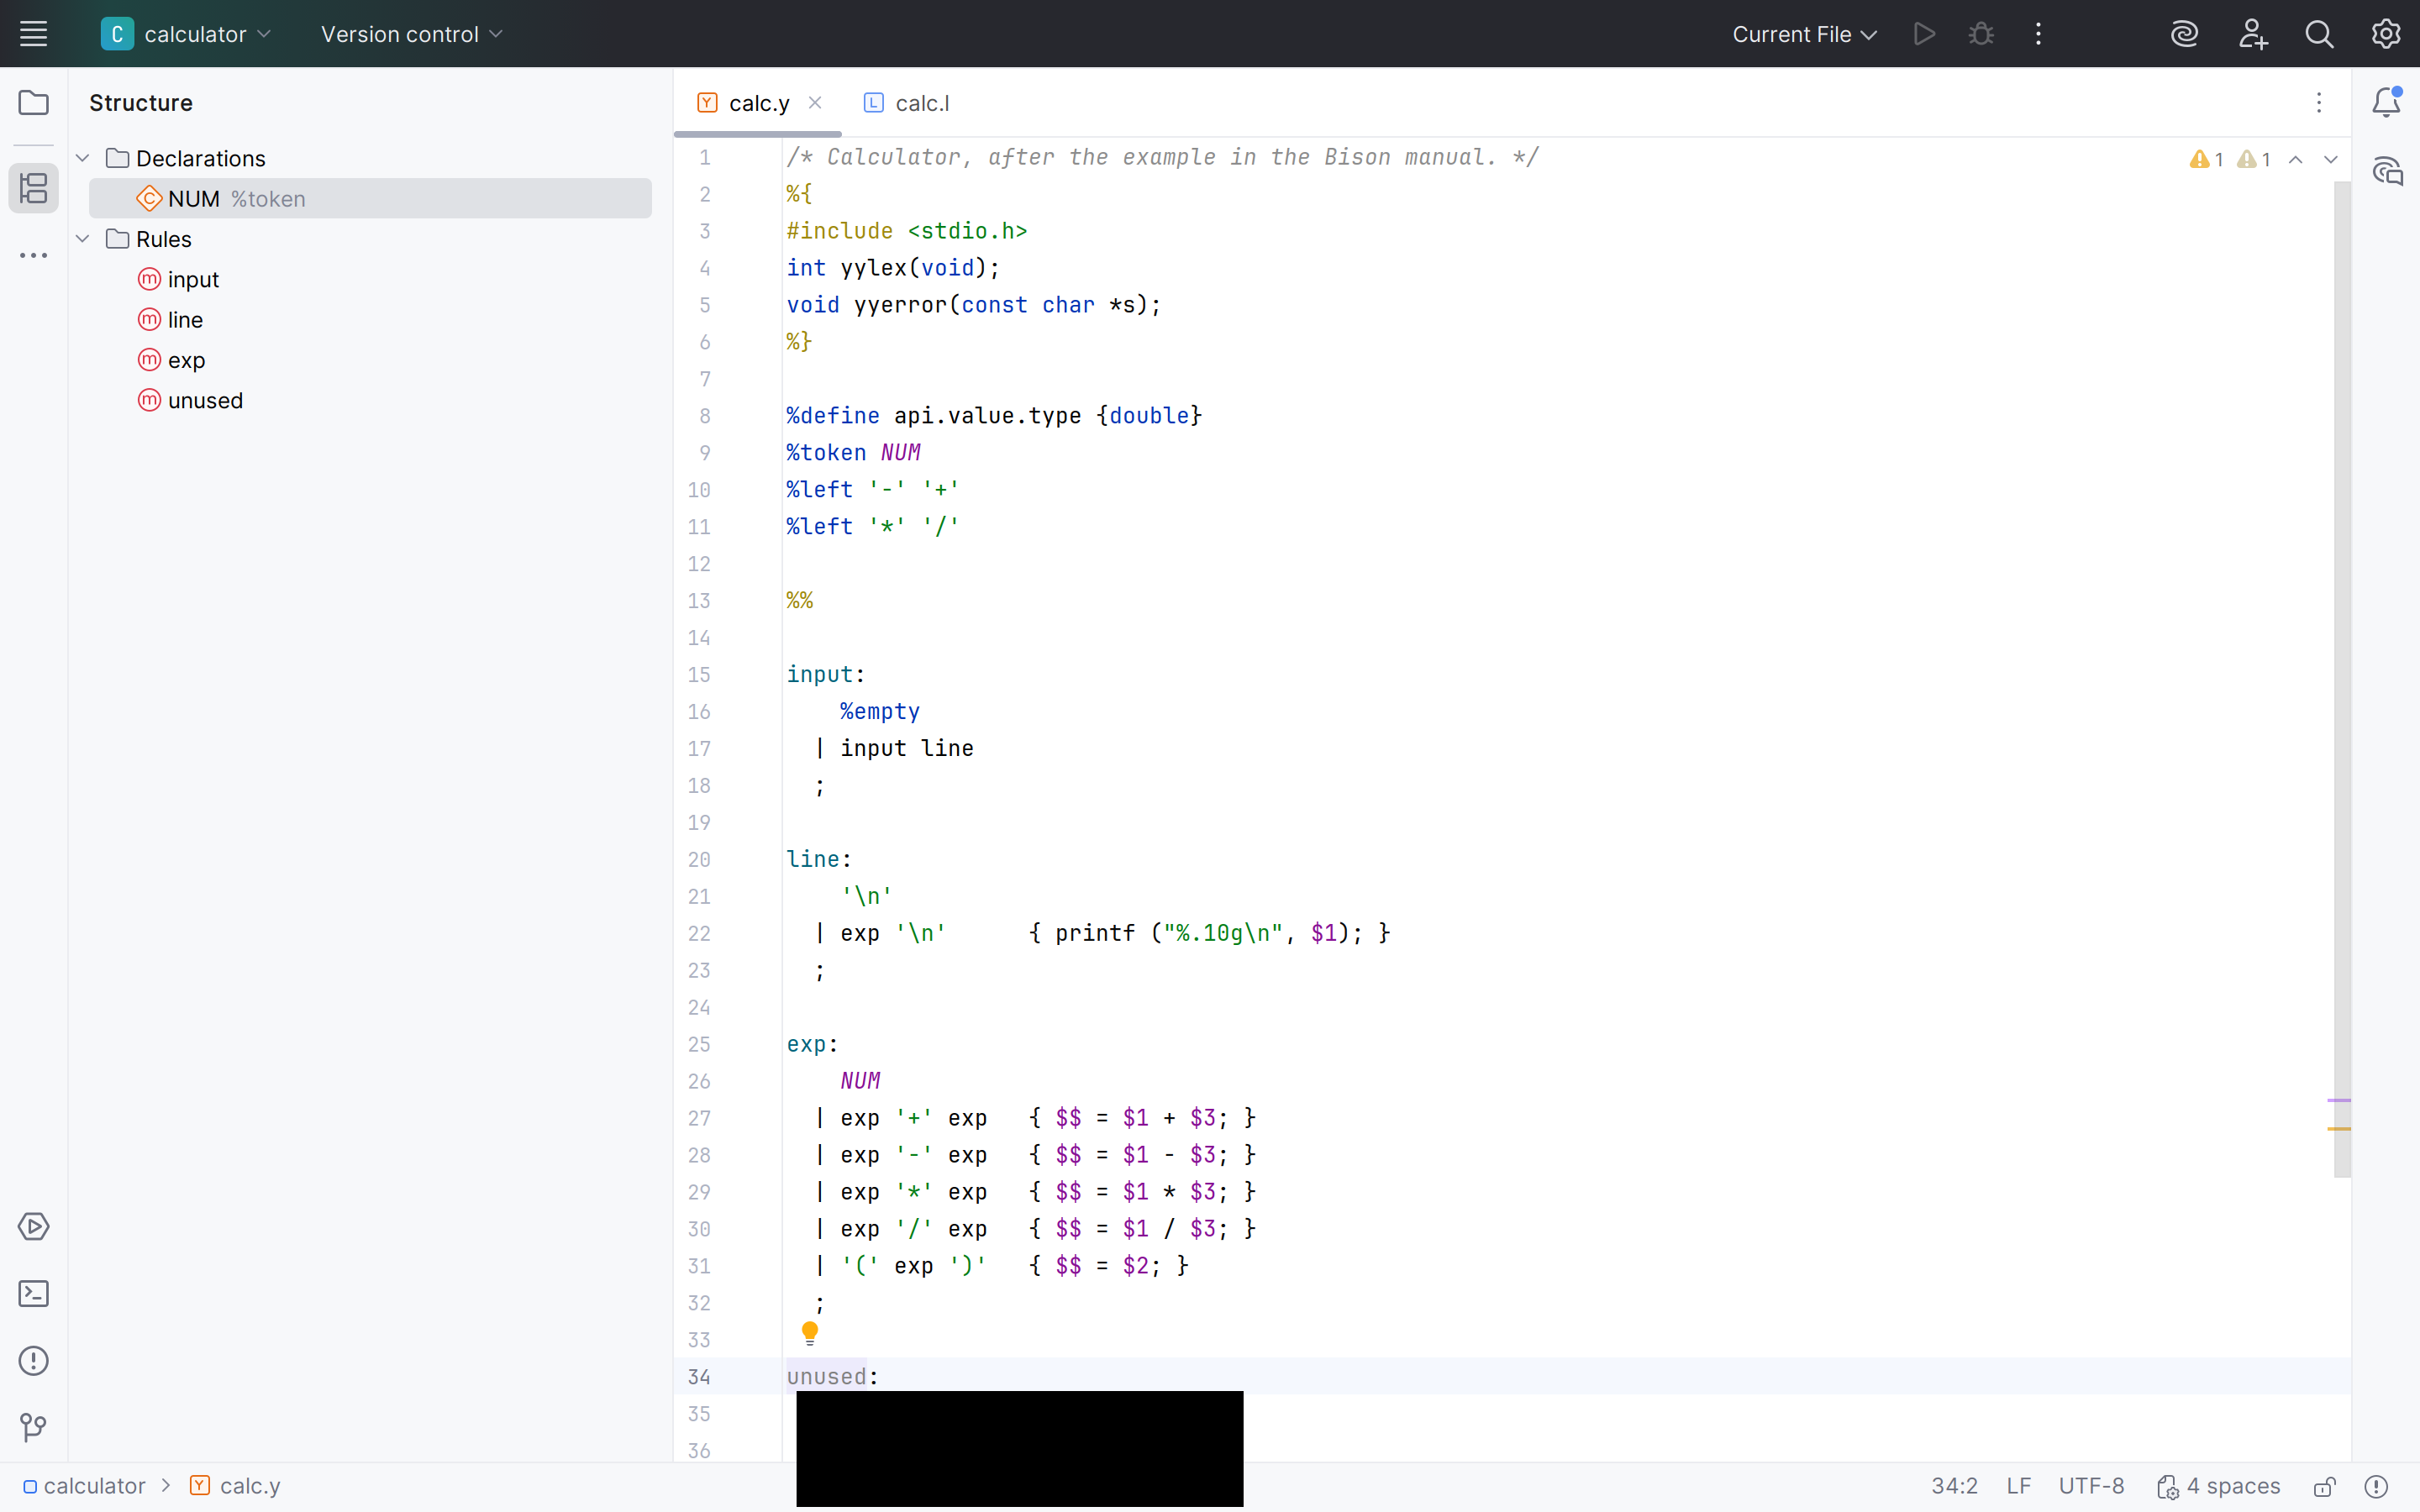 C calculator Version control Current File
Structure
calc.y
calc.l
Declarations
NUM %token
Rules
input
line
exp
unused
1 /* Calculator, after the example in the Bison manual. */
2 %{
3 #include <stdio.h>
4 int yylex(void);
5 void yyerror(const char *s);
6 %}
7
8 %define api.value.type {double}
9 %token NUM
10 %left '-' '+'
11 %left '*' '/'
12
13 %%
14
15 input:
16     %empty
17   | input line
18   ;
19
20 line:
21     '\n'
22   | exp '\n'      { printf ("%.10g\n", $1); }
23   ;
24
25 exp:
26     NUM
27   | exp '+' exp   { $$ = $1 + $3; }
28   | exp '-' exp   { $$ = $1 - $3; }
29   | exp '*' exp   { $$ = $1 * $3; }
30   | exp '/' exp   { $$ = $1 / $3; }
31   | '(' exp ')'   { $$ = $2; }
32   ;
33
34 unused:
35
36
1 1
calculator calc.y 34:2 LF UTF-8 4 spaces